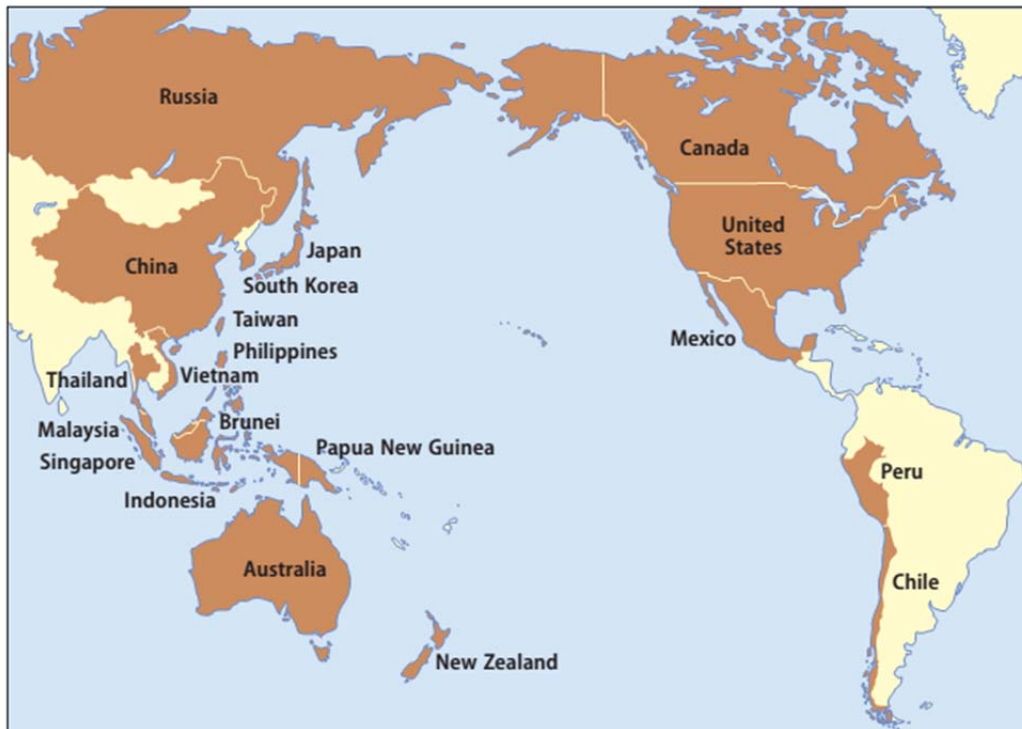 Russia
Canada
United
States
Japan
China
South Korea
Taiwan
Mexico
Philippines
Thailand
Vietnam
Brunei
Malaysia
Papua New Guinea
Singapore
Peru
Indonesia
Australia
Chile
New Zealand